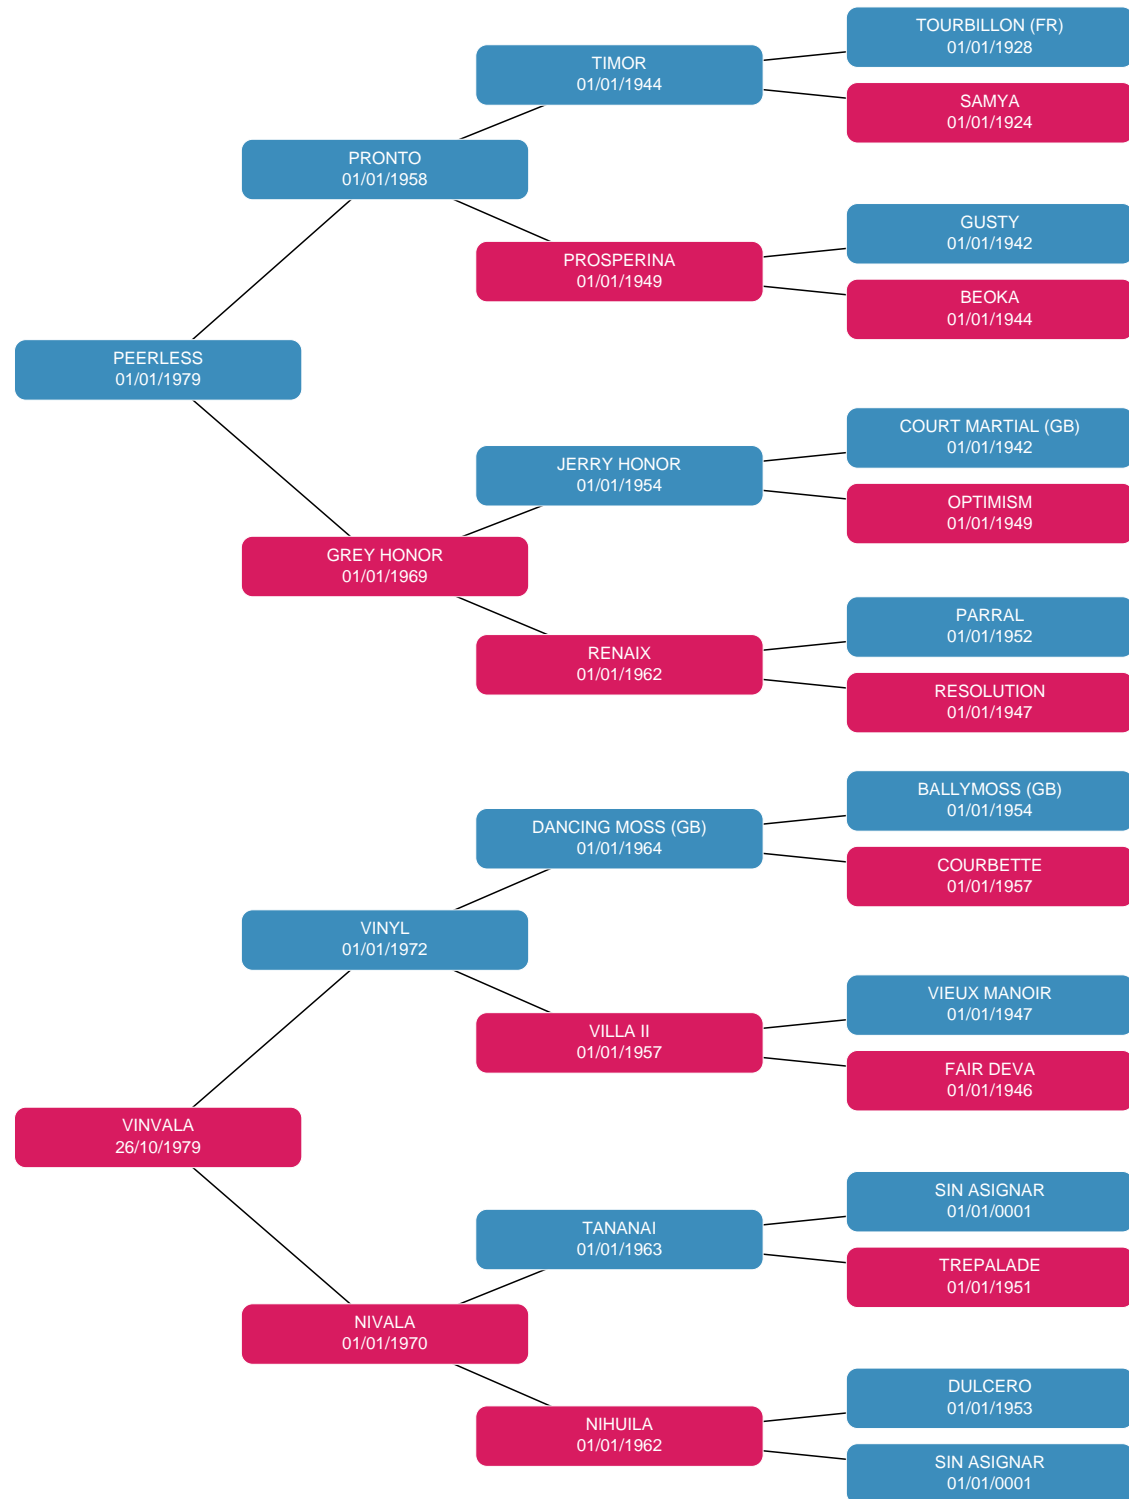 TOURBILLON (FR)
01/01/1928
TIMOR
01/01/1944
SAMYA
01/01/1924
PRONTO
01/01/1958
GUSTY
01/01/1942
PROSPERINA
01/01/1949
BEOKA
01/01/1944
PEERLESS
01/01/1979
COURT MARTIAL (GB)
01/01/1942
JERRY HONOR
01/01/1954
OPTIMISM
01/01/1949
GREY HONOR
01/01/1969
PARRAL
01/01/1952
RENAIX
01/01/1962
RESOLUTION
01/01/1947
BALLYMOSS (GB)
01/01/1954
DANCING MOSS (GB)
01/01/1964
COURBETTE
01/01/1957
VINYL
01/01/1972
VIEUX MANOIR
01/01/1947
VILLA II
01/01/1957
FAIR DEVA
01/01/1946
VINVALA
26/10/1979
SIN ASIGNAR
01/01/0001
TANANAI
01/01/1963
TREPALADE
01/01/1951
NIVALA
01/01/1970
DULCERO
01/01/1953
NIHUILA
01/01/1962
SIN ASIGNAR
01/01/0001